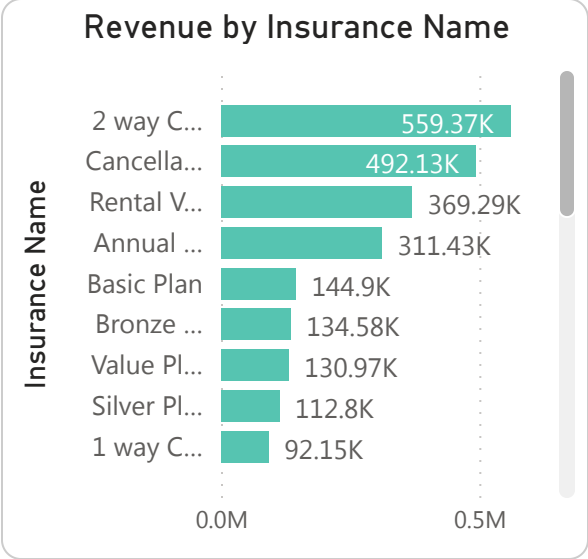 Revenue by Insurance Name
Insurance Name
2 way C... 559.37K
Cancella... 492.13K
Rental V... 369.29K
Annual ... 311.43K
Basic Plan 144.9K
Bronze ... 134.58K
Value Pl... 130.97K
Silver Pl... 112.8K
1 way C... 92.15K
0.0M 0.5M